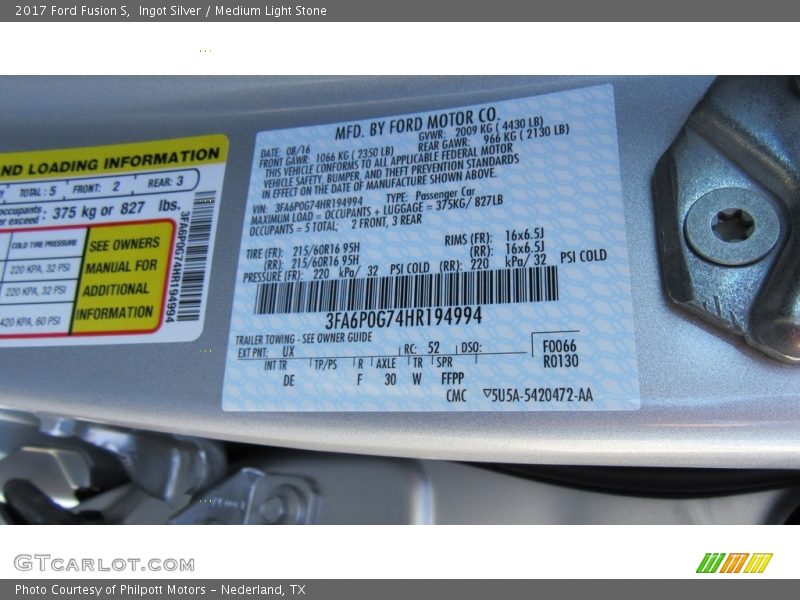 2017 Ford Fusion S, Ingot Silver / Medium Light Stone
ND LOADING INFORMATION
TOTAL : 5 FRONT: 2 REAR: 3
occupants
exceed : 375 kg or 827 lbs.
COLD TIRE PRESSURE
220 KPA, 32 PSI
220 KPA, 32 PSI
420 KPA, 60 PSI
SEE OWNERS
MANUAL FOR
ADDITIONAL
INFORMATION
3FA6P0G74HR194994
MFD. BY FORD MOTOR CO.
DATE: 08/16 GVWR: 2009 KG ( 4430 LB)
FRONT GAWR: 1066 KG ( 2350 LB) REAR GAWR: 966 KG ( 2130 LB)
THIS VEHICLE CONFORMS TO ALL APPLICABLE FEDERAL MOTOR
VEHICLE SAFETY, BUMPER, AND THEFT PREVENTION STANDARDS
IN EFFECT ON THE DATE OF MANUFACTURE SHOWN ABOVE.
VIN: 3FA6P0G74HR194994 TYPE: Passenger Car
MAXIMUM LOAD = OCCUPANTS + LUGGAGE = 375KG/ 827LB
OCCUPANTS = 5 TOTAL; 2 FRONT, 3 REAR
TIRE (FR): 215/60R16 95H RIMS (FR): 16x6.5J
(RR): 215/60R16 95H (RR): 16x6.5J
PRESSURE (FR): 220 kPa/ 32 PSI COLD (RR): 220 kPa/ 32 PSI COLD
3FA6P0G74HR194994
TRAILER TOWING - SEE OWNER GUIDE
EXT PNT: UX RC: 52 DSO: F0066
INT TR TP/PS R AXLE TR SPR R0130
DE F 30 W FFPP
CMC ▽5U5A-5420472-AA
GTCARLOT.COM
Photo Courtesy of Philpott Motors - Nederland, TX